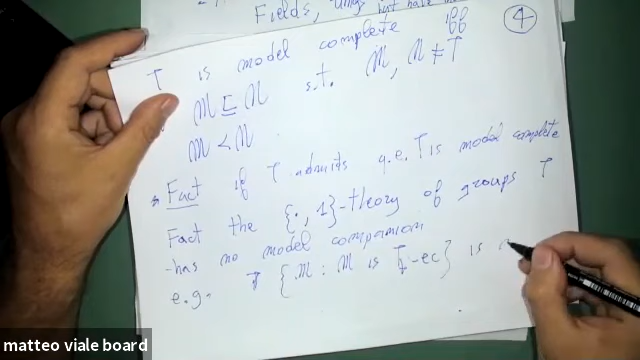 Fields,
④
T is model complete iff
M ⊑ N s.t. M, N ⊨ T
M ≺ N
Fact if T admits q.e. T is model complete
Fact the {·, 1}-theory of groups T
-has no model companion
e.g. {M : M is T-ec} is
matteo viale board